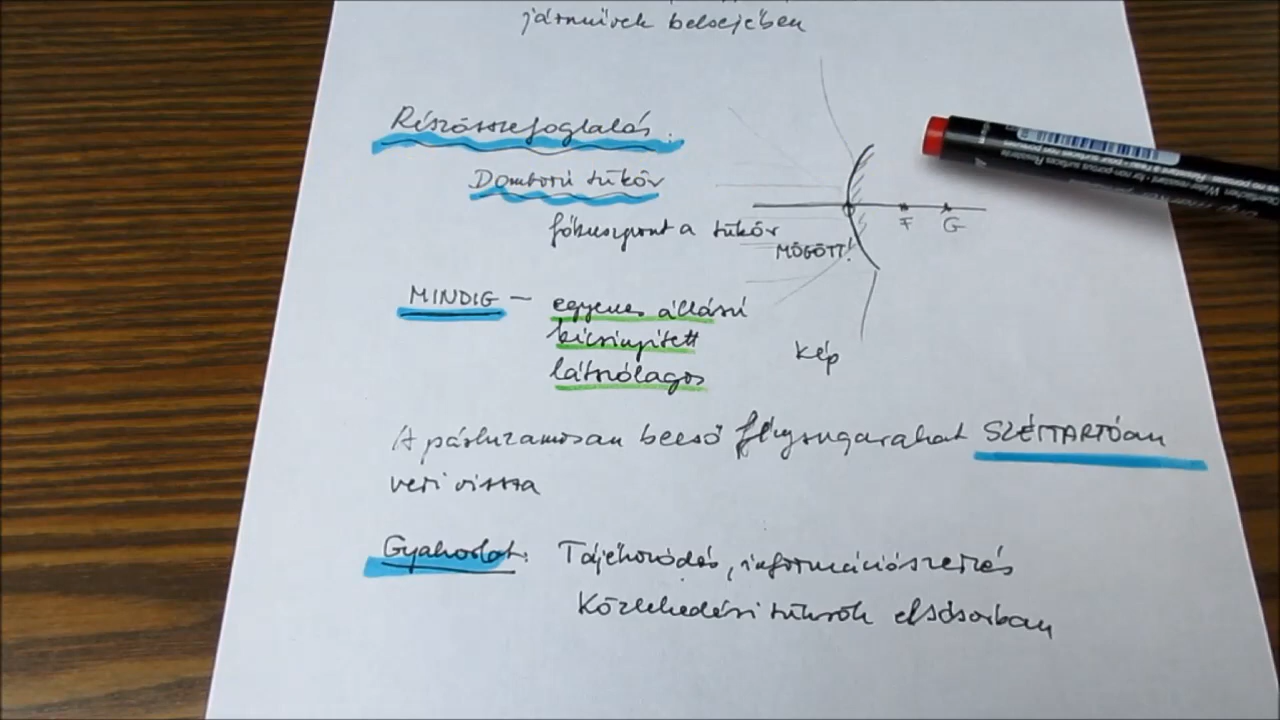 járművek belsejében
Részösszefoglalás.
Domború tükör
fókuszpont a tükör
MÖGÖTT!
F G
MINDIG - egyenes állású
kicsinyített
látszólagos
kép
A párhuzamosan beeső fénysugarakat SZÉTTARTÓan
veri vissza
Gyakorlat: Tájékozódás, információszerzés
Közlekedési tükrök elsősorban